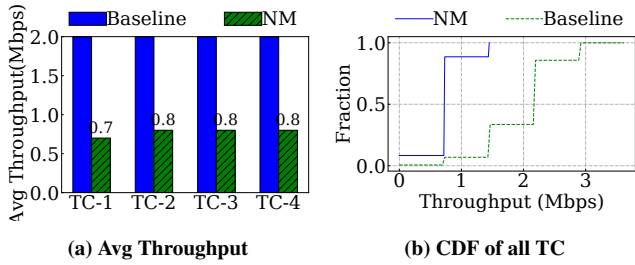 Baseline NM
Avg Throughput(Mbps)
2.0
1.5
1.0
0.5
0.0
0.7
0.8
0.8
0.8
TC-1 TC-2 TC-3 TC-4
(a) Avg Throughput
NM Baseline
Fraction
1.0
0.5
0.0
0 1 2 3
Throughput (Mbps)
(b) CDF of all TC